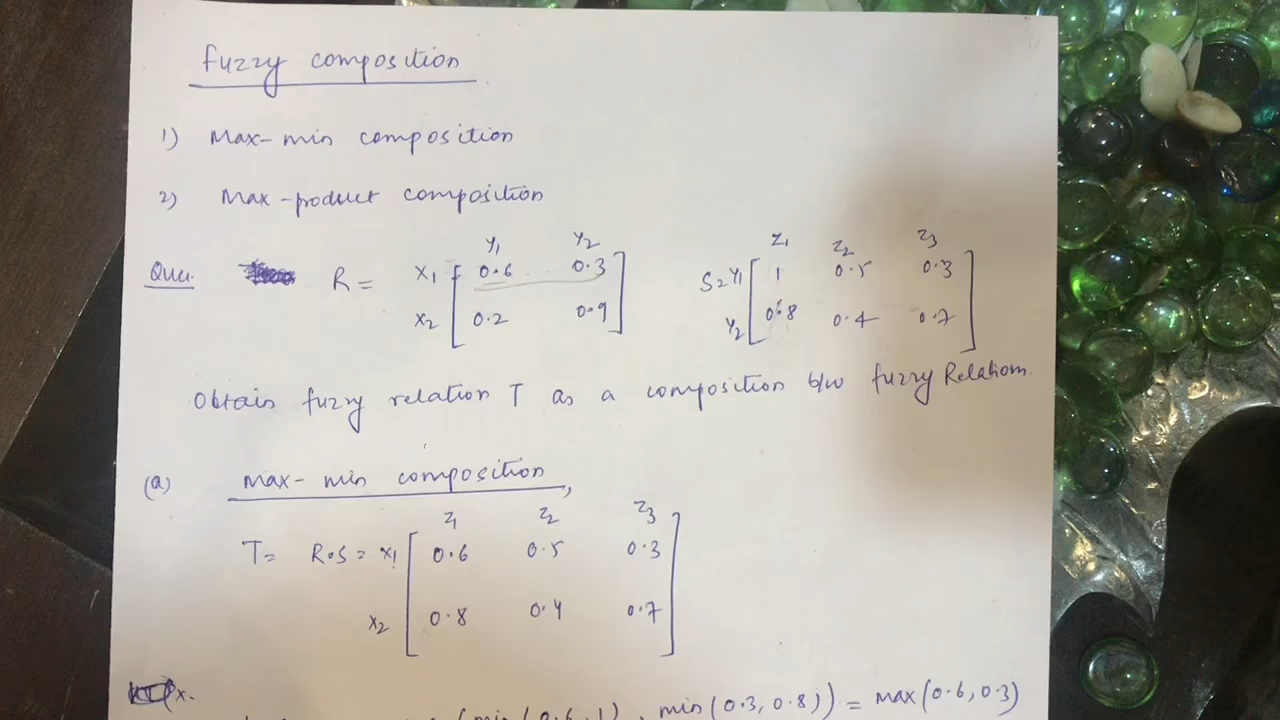 fuzzy composition
1) Max-min composition
2) Max-product composition
Y1 Y2 Z1 Z2 Z3
Que. R = X1 [ 0.6 0.3 ] S = Y1 [ 1 0.5 0.3 ]
X2 [ 0.2 0.9 ] Y2 [ 0.8 0.4 0.7 ]
Obtain fuzzy relation T as a composition b/w fuzzy Relation.
(a) Max-min composition,
Z1 Z2 Z3
T = R∘S = X1 [ 0.6 0.5 0.3 ]
X2 [ 0.8 0.4 0.7 ]
(min(0.6,1), min(0.3,0.8)) = max(0.6,0.3)